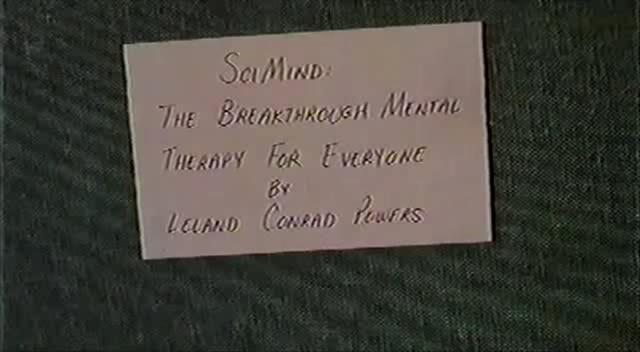 SCIMIND:
THE BREAKTHROUGH MENTAL
THERAPY FOR EVERYONE
BY
LELAND CONRAD POWERS